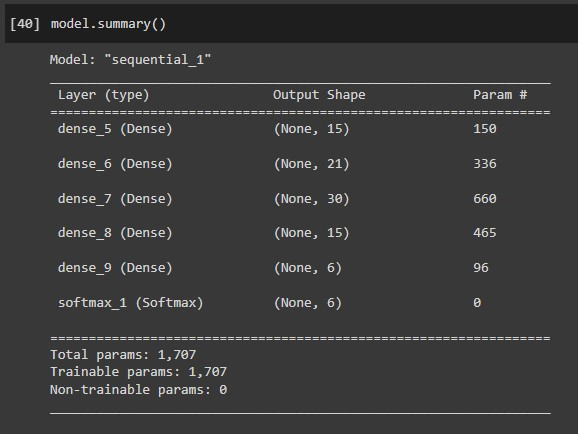 [40] model.summary()
Model: "sequential_1"
Layer (type) Output Shape Param #
=================================================================
dense_5 (Dense) (None, 15) 150
dense_6 (Dense) (None, 21) 336
dense_7 (Dense) (None, 30) 660
dense_8 (Dense) (None, 15) 465
dense_9 (Dense) (None, 6) 96
softmax_1 (Softmax) (None, 6) 0
=================================================================
Total params: 1,707
Trainable params: 1,707
Non-trainable params: 0